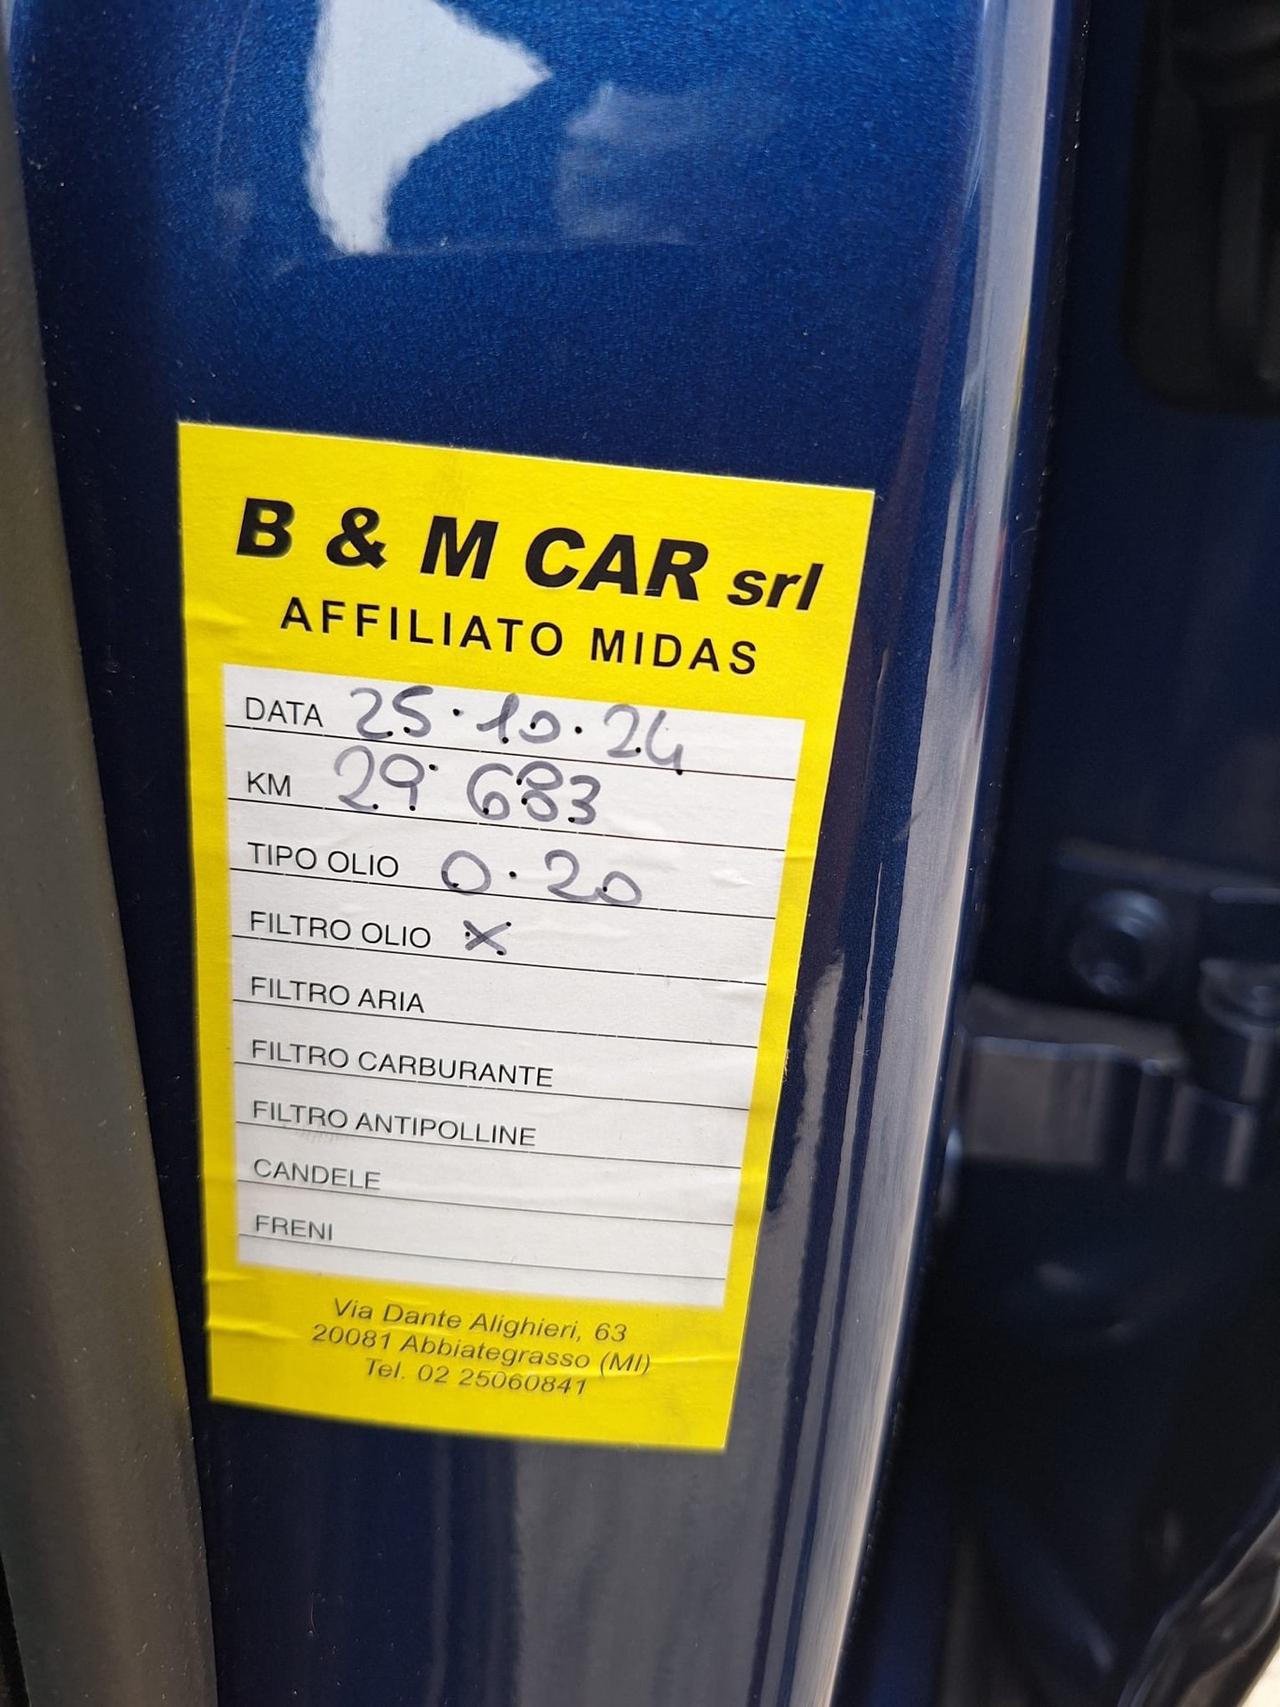 B & M CAR srl
AFFILIATO MIDAS
DATA 25.10.24
KM 29.683
TIPO OLIO 0.20
FILTRO OLIO X
FILTRO ARIA
FILTRO CARBURANTE
FILTRO ANTIPOLLINE
CANDELE
FRENI
Via Dante Alighieri, 63
20081 Abbiategrasso (MI)
Tel. 02 25060841